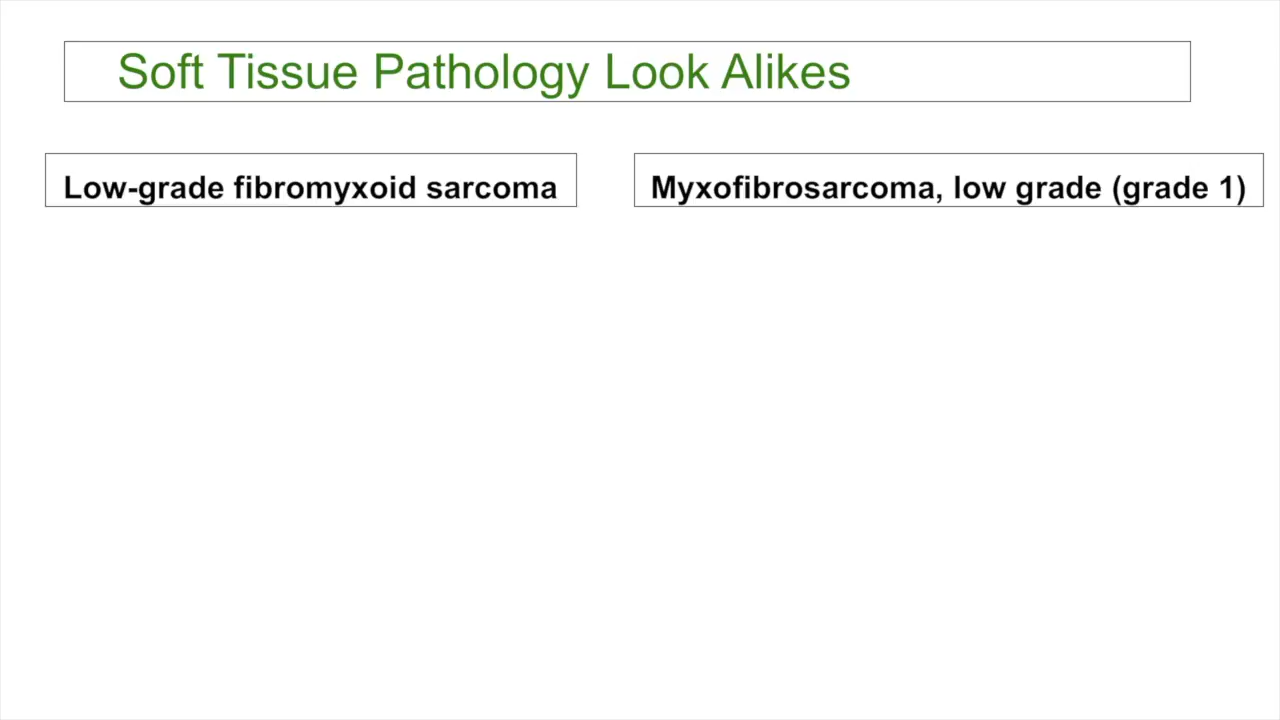 Soft Tissue Pathology Look Alikes
Low-grade fibromyxoid sarcoma
Myxofibrosarcoma, low grade (grade 1)